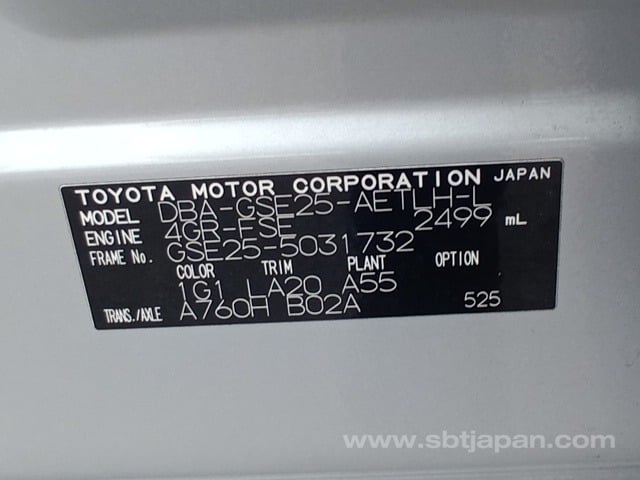 TOYOTA MOTOR CORPORATION JAPAN
MODEL DBA-GSE25-AETLH-L
ENGINE 4GR-FSE 2499 mL
FRAME No. GSE25-5031732
COLOR TRIM PLANT OPTION
1G1 LA20 A55
TRANS./AXLE A760H B02A 525
www.sbtjapan.com